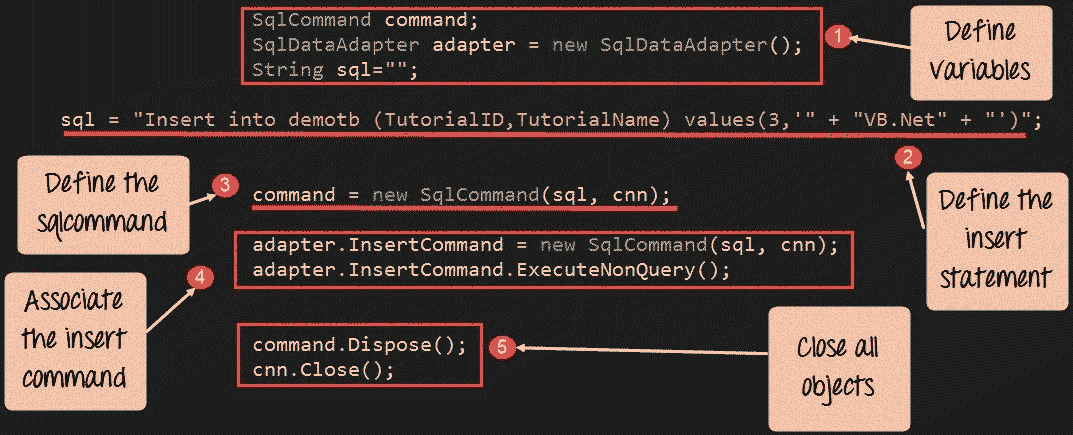 SqlCommand command;
SqlDataAdapter adapter = new SqlDataAdapter();
String sql="";
1
Define
variables
sql = "Insert into demotb (TutorialID,TutorialName) values(3,'" + "VB.Net" + "')";
2
Define the
insert
statement
Define the
sqlcommand
3
command = new SqlCommand(sql, cnn);
adapter.InsertCommand = new SqlCommand(sql, cnn);
adapter.InsertCommand.ExecuteNonQuery();
4
Associate
the insert
command
command.Dispose();
cnn.Close();
5
Close all
objects